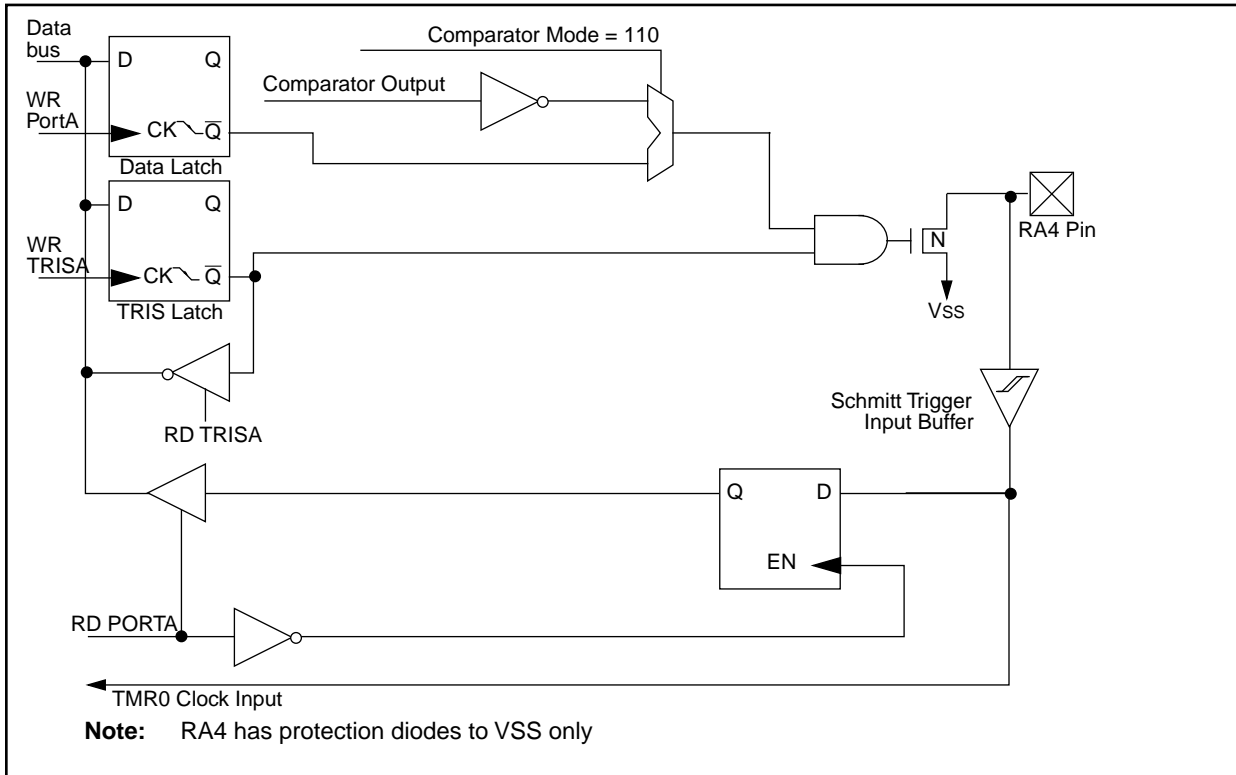 Data
bus
D Q
WR
PortA
CK Q
Data Latch
D Q
WR
TRISA
CK Q
TRIS Latch
RD TRISA
Comparator Mode = 110
Comparator Output
N
VSS
RA4 Pin
Schmitt Trigger
Input Buffer
Q D
EN
RD PORTA
TMR0 Clock Input
Note: RA4 has protection diodes to VSS only